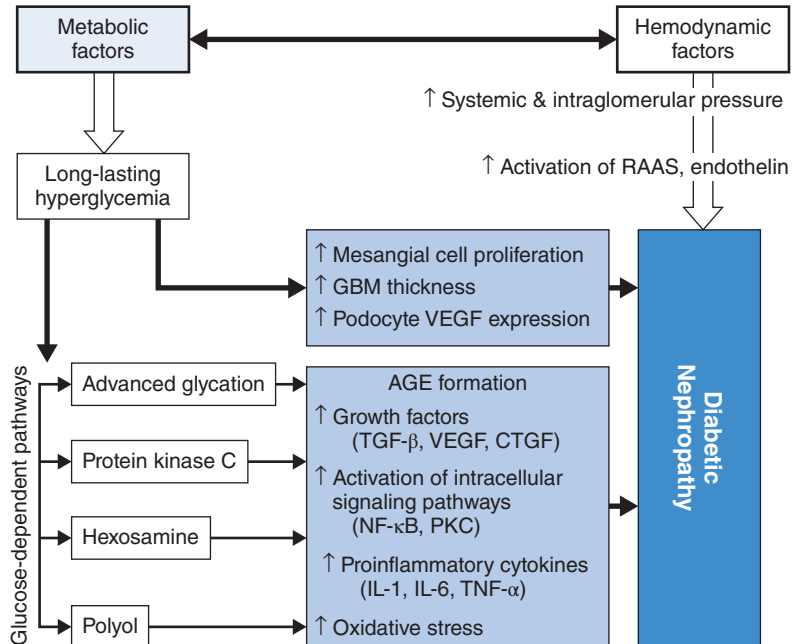 Metabolic
factors
Hemodynamic
factors
↑ Systemic & intraglomerular pressure
↑ Activation of RAAS, endothelin
Long-lasting
hyperglycemia
↑ Mesangial cell proliferation
↑ GBM thickness
↑ Podocyte VEGF expression
Glucose-dependent pathways
Advanced glycation
Protein kinase C
Hexosamine
Polyol
AGE formation
↑ Growth factors
(TGF-β, VEGF, CTGF)
↑ Activation of intracellular
signaling pathways
(NF-κB, PKC)
↑ Proinflammatory cytokines
(IL-1, IL-6, TNF-α)
↑ Oxidative stress
Diabetic
Nephropathy